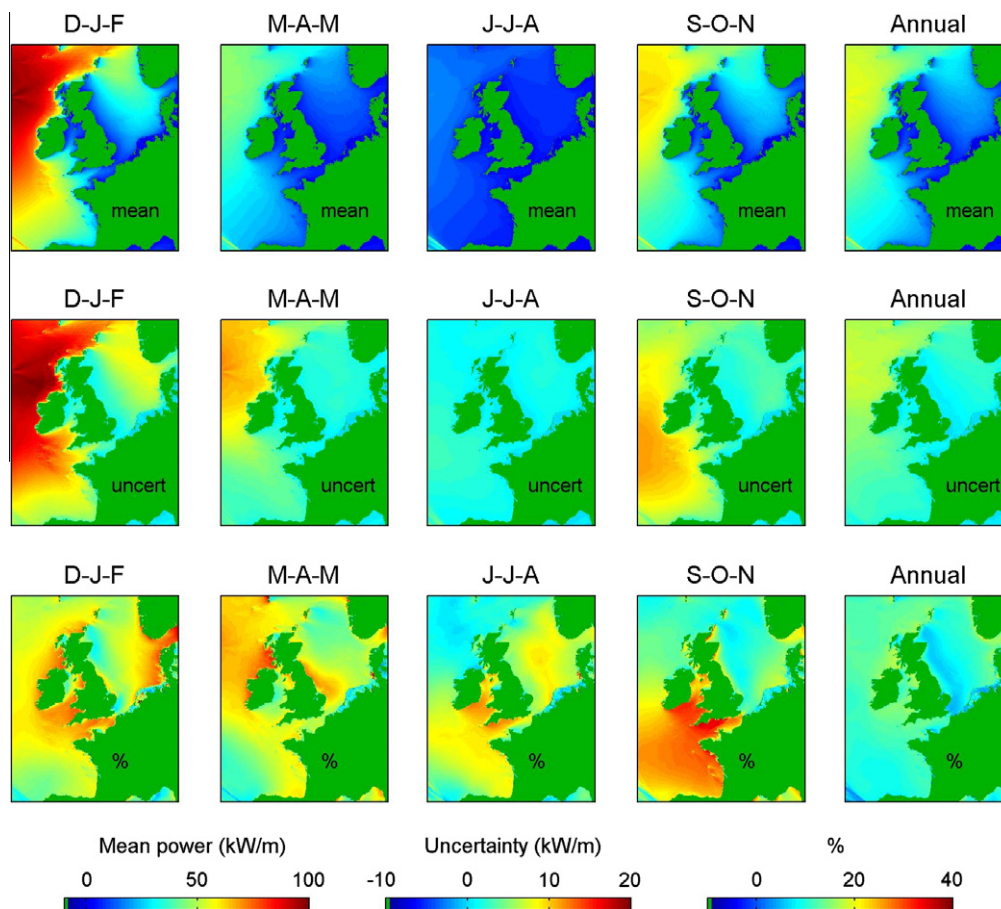 D-J-F M-A-M J-J-A S-O-N Annual
mean mean mean mean mean
D-J-F M-A-M J-J-A S-O-N Annual
uncert uncert uncert uncert uncert
D-J-F M-A-M J-J-A S-O-N Annual
% % % % %
Mean power (kW/m) Uncertainty (kW/m) %
0 50 100 -10 0 10 20 0 20 40